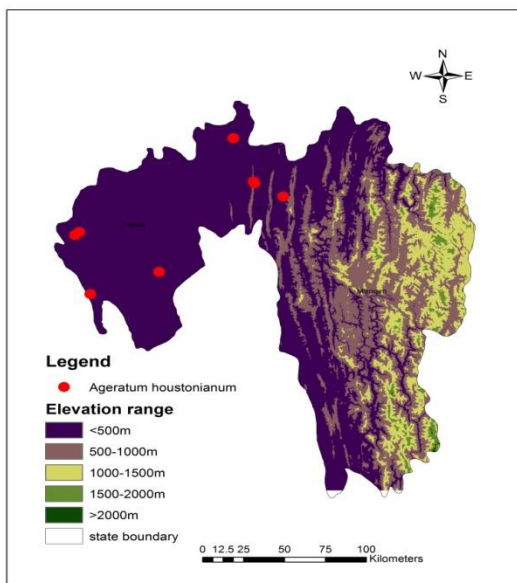 N
W E
S
Mizoram
Legend
Ageratum houstonianum
Elevation range
<500m
500-1000m
1000-1500m
1500-2000m
>2000m
state boundary
0 12.5 25 50 75 100
Kilometers